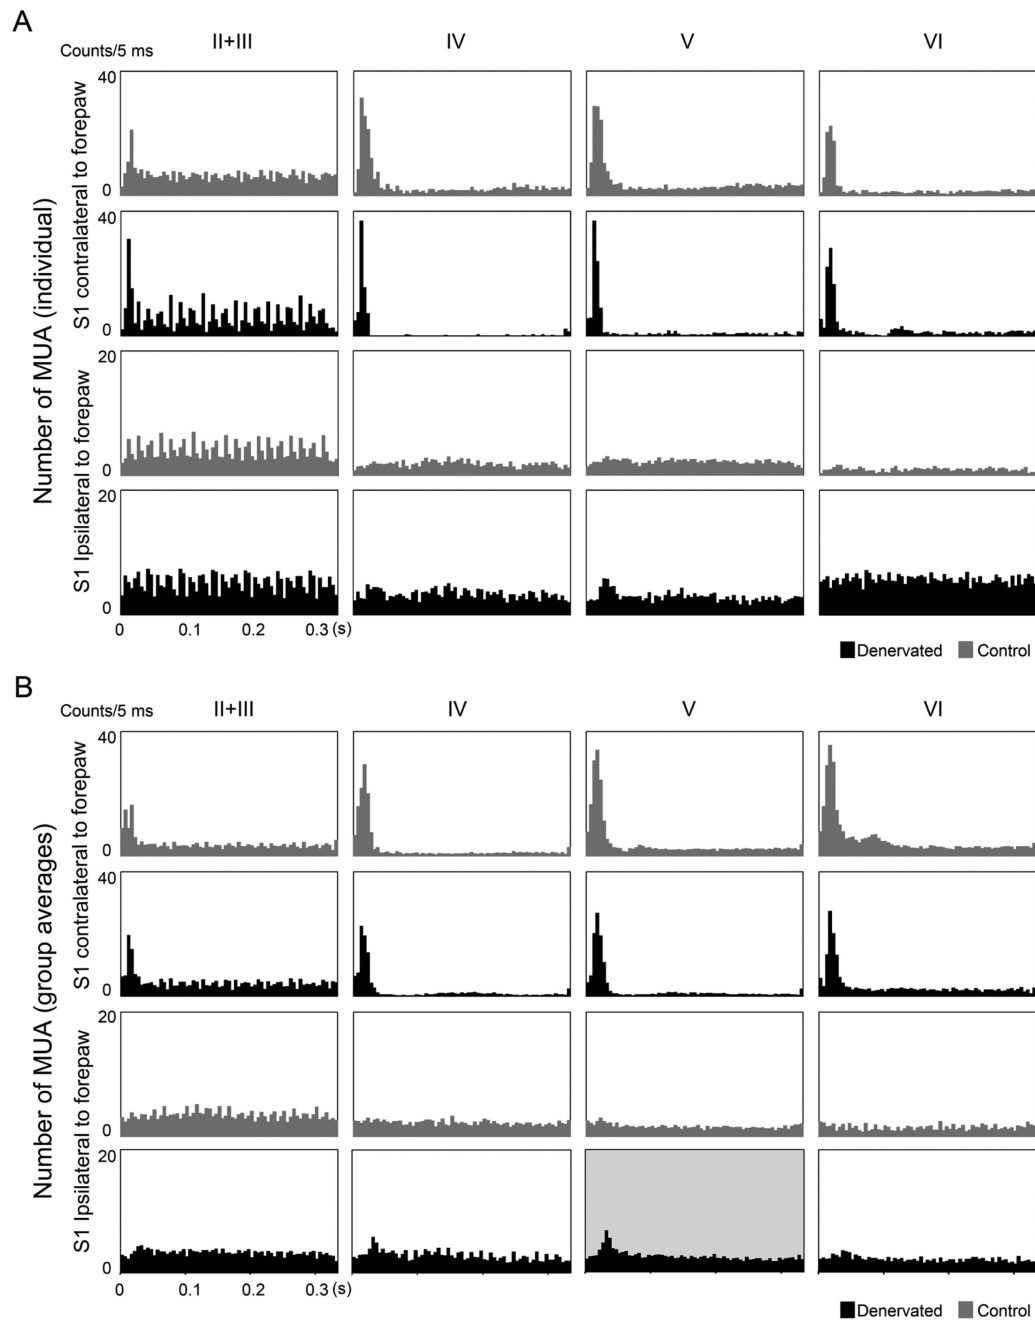 A
Counts/5 ms
II+III IV V VI
Number of MUA (individual)
S1 contralateral to forepaw
S1 Ipsilateral to forepaw
40
0
40
0
20
0
20
0
0 0.1 0.2 0.3 (s)
Denervated Control
B
Counts/5 ms
II+III IV V VI
Number of MUA (group averages)
S1 contralateral to forepaw
S1 Ipsilateral to forepaw
40
0
40
0
20
0
20
0
0 0.1 0.2 0.3 (s)
Denervated Control